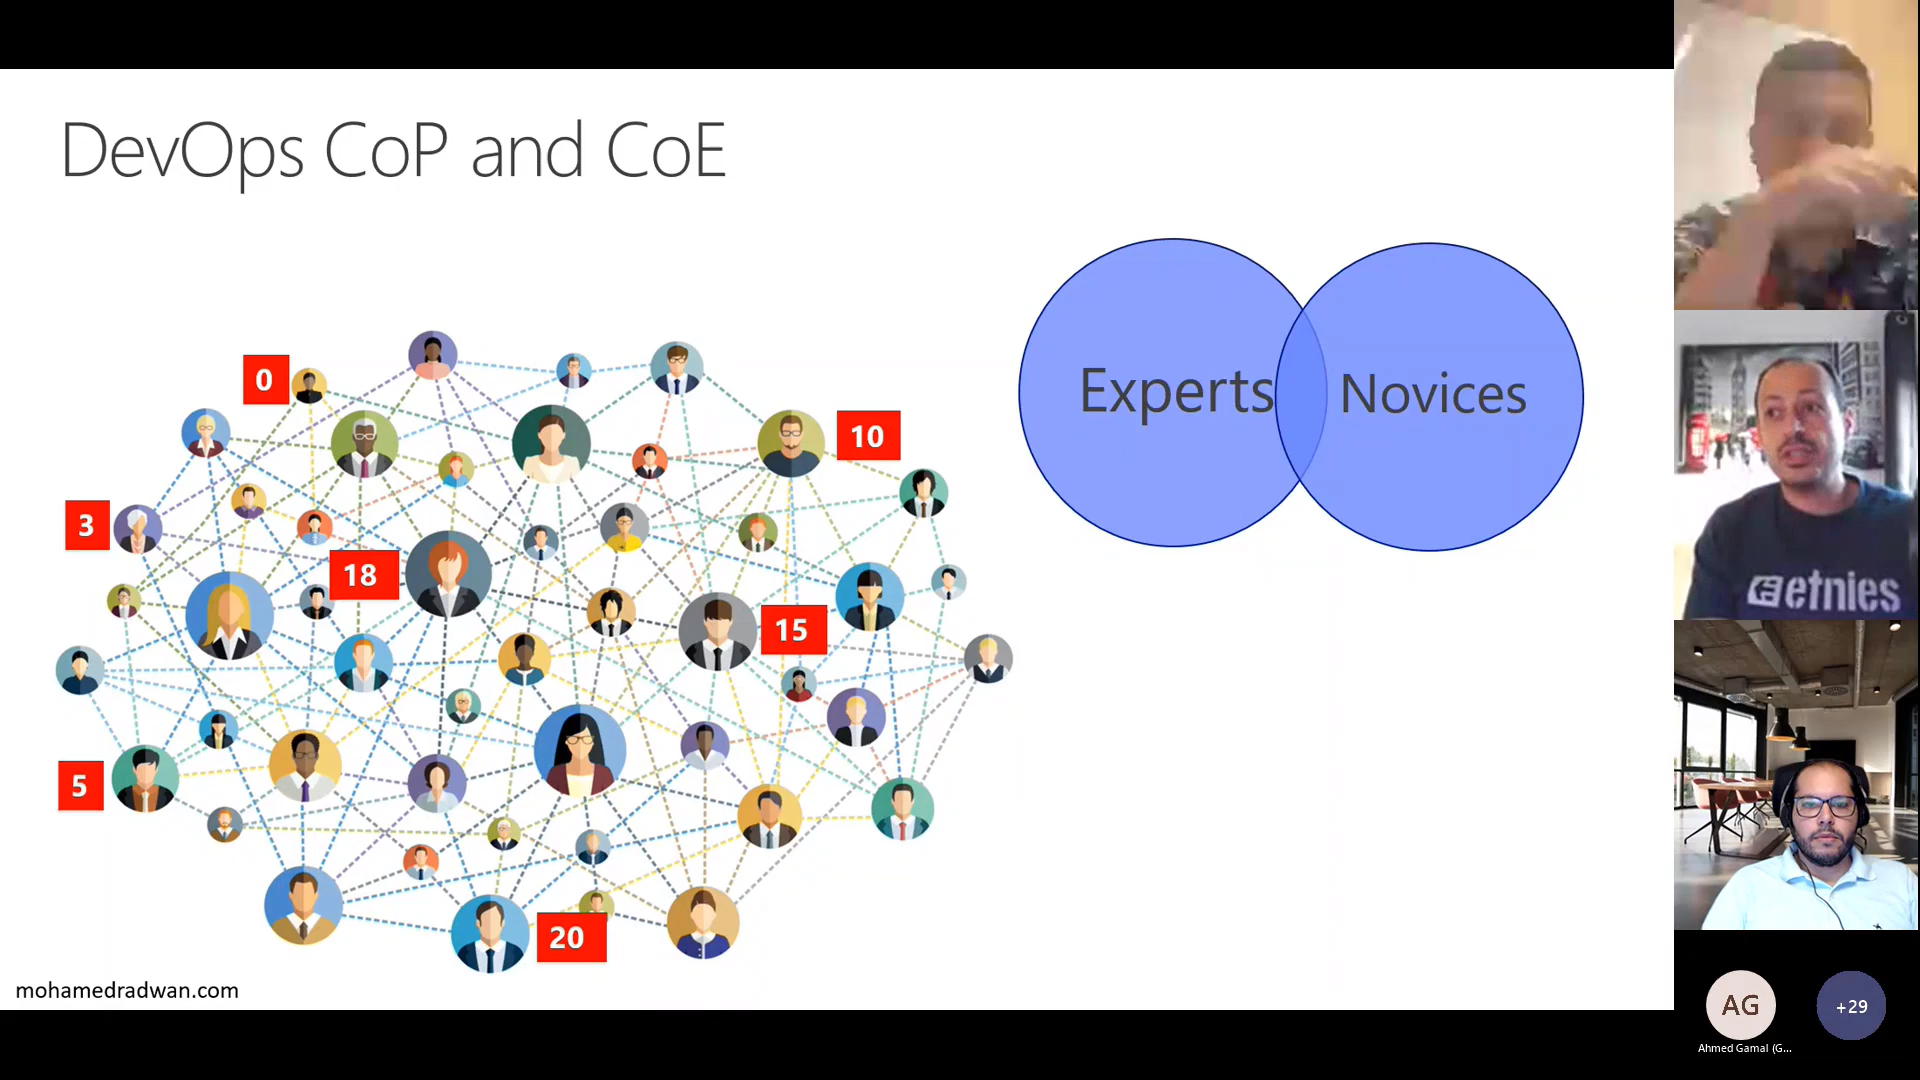 DevOps CoP and CoE
0
10
3
18
15
5
20
Experts
Novices
mohamedradwan.com
etnies
AG
+29
Ahmed Gamal (G...